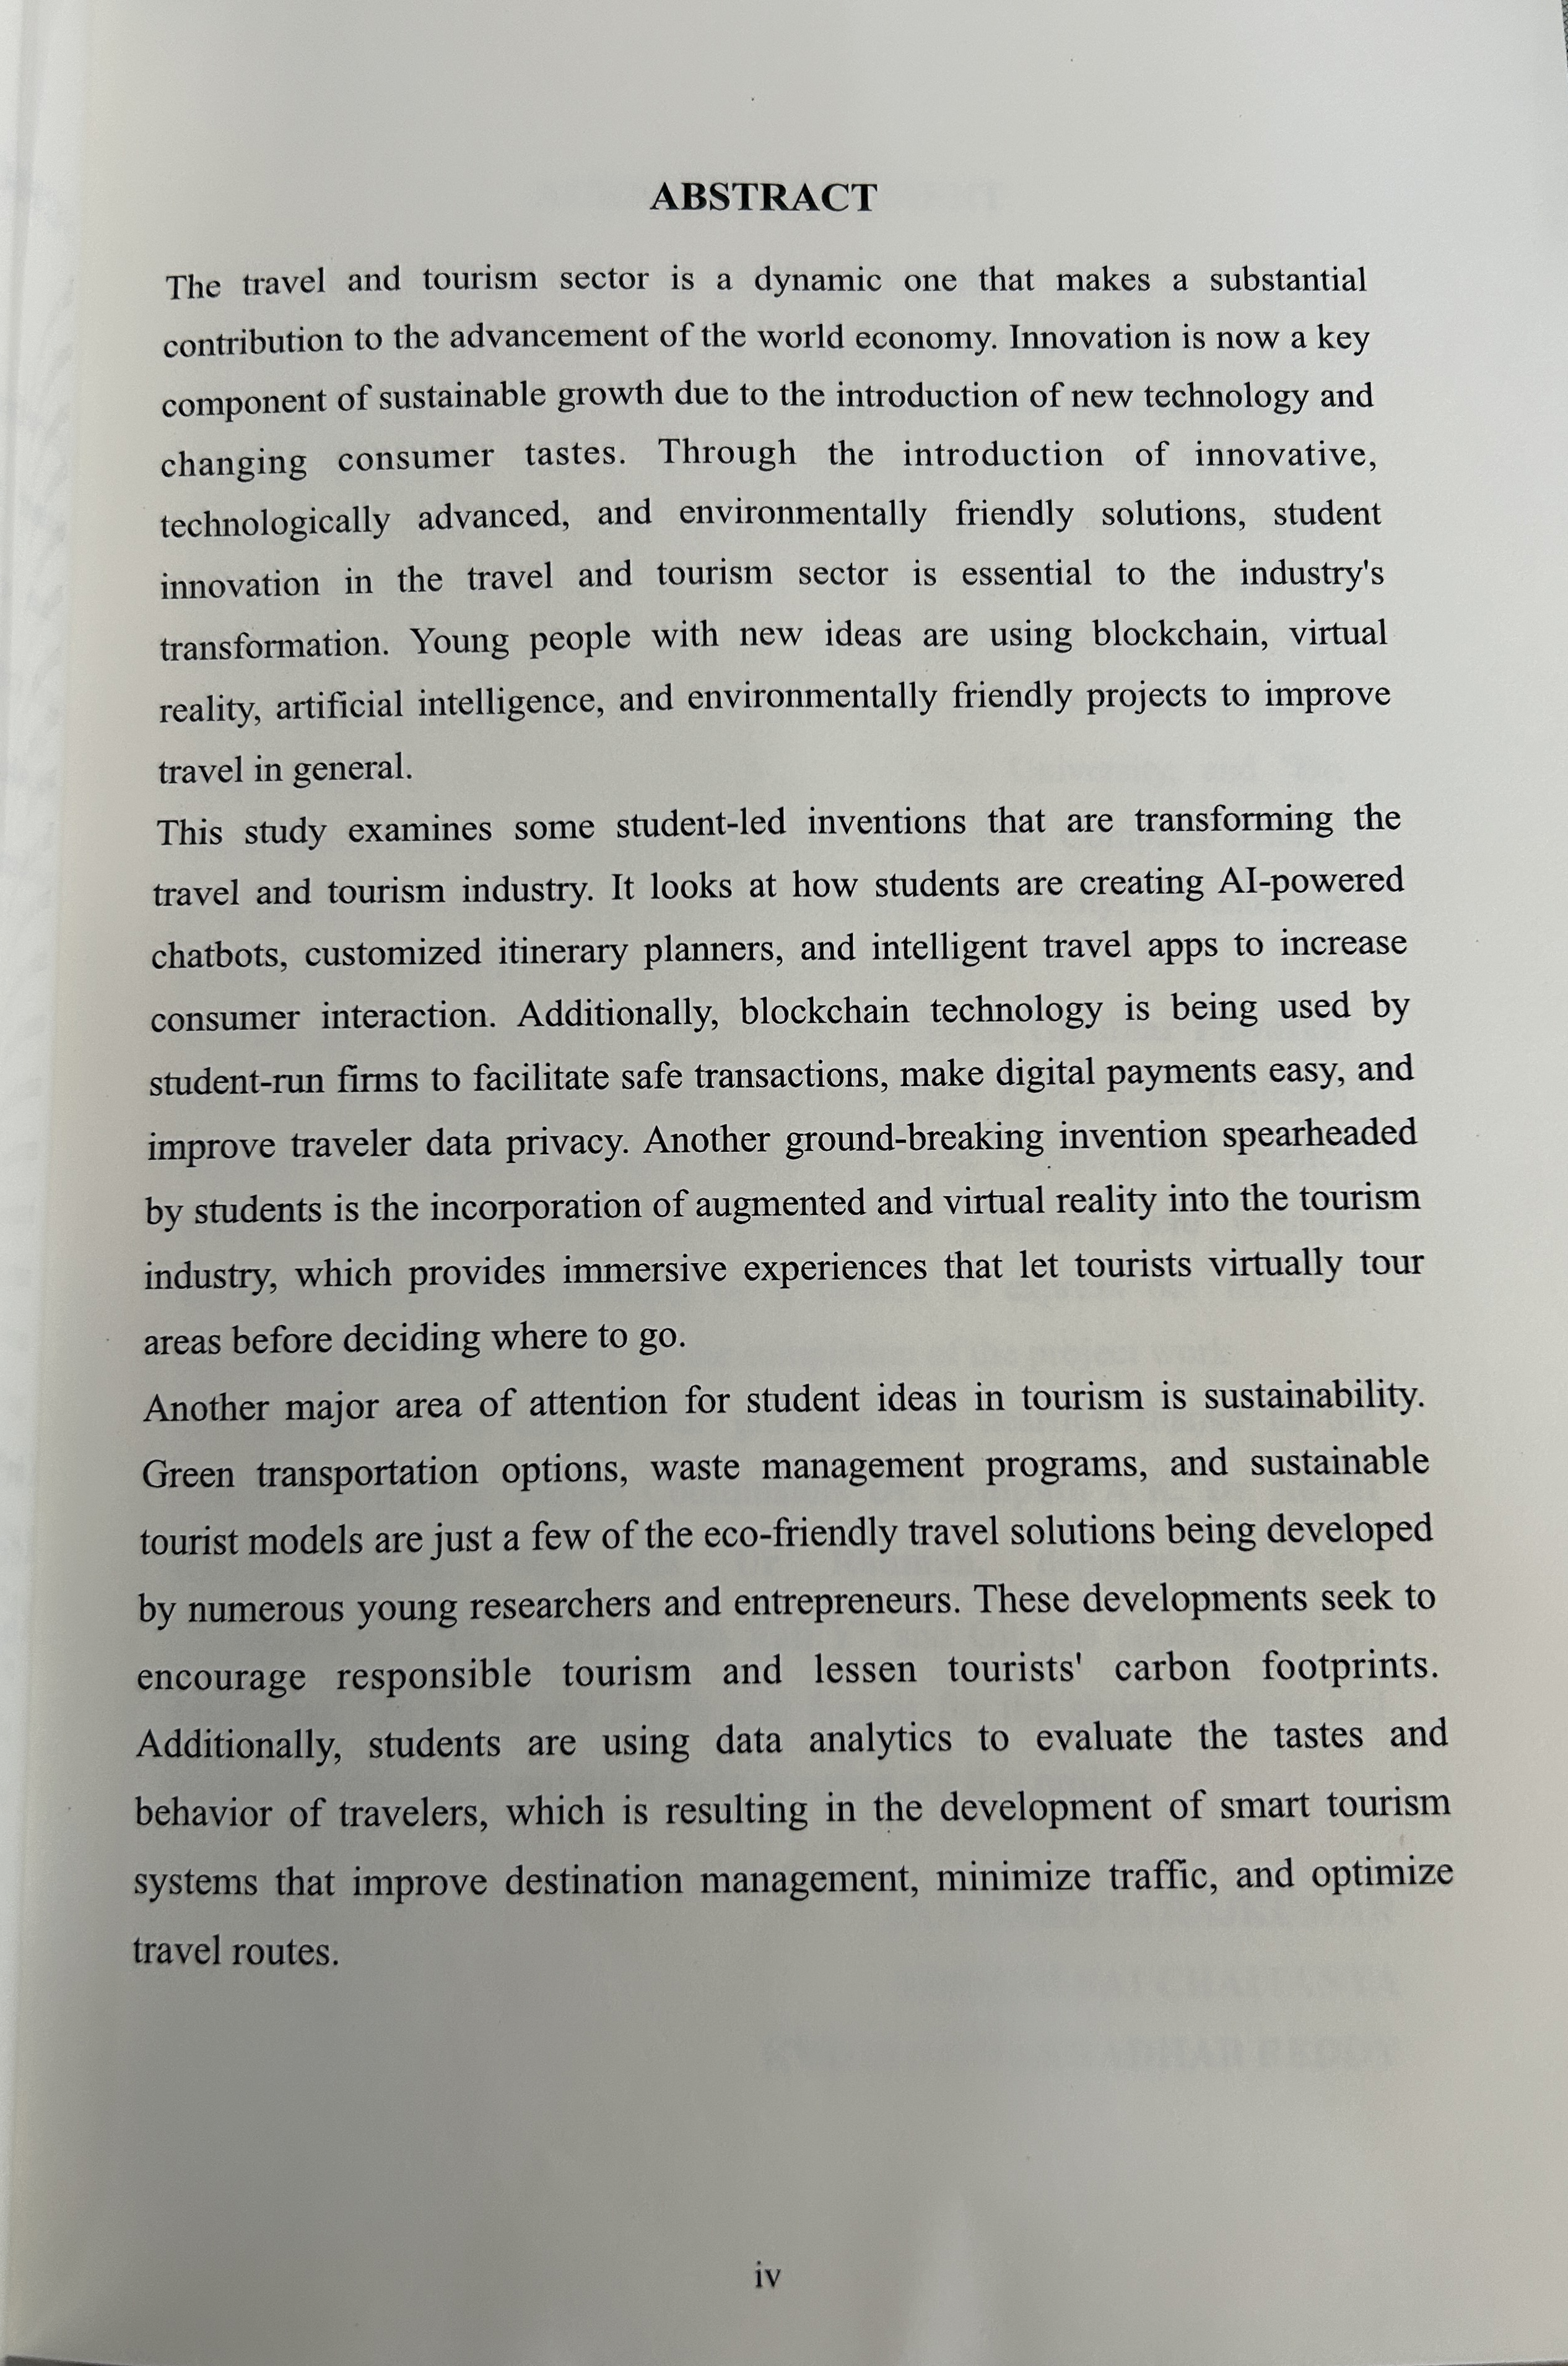 ABSTRACT
The travel and tourism sector is a dynamic one that makes a substantial
contribution to the advancement of the world economy. Innovation is now a key
component of sustainable growth due to the introduction of new technology and
changing consumer tastes. Through the introduction of innovative,
technologically advanced, and environmentally friendly solutions, student
innovation in the travel and tourism sector is essential to the industry's
transformation. Young people with new ideas are using blockchain, virtual
reality, artificial intelligence, and environmentally friendly projects to improve
travel in general.
This study examines some student-led inventions that are transforming the
travel and tourism industry. It looks at how students are creating AI-powered
chatbots, customized itinerary planners, and intelligent travel apps to increase
consumer interaction. Additionally, blockchain technology is being used by
student-run firms to facilitate safe transactions, make digital payments easy, and
improve traveler data privacy. Another ground-breaking invention spearheaded
by students is the incorporation of augmented and virtual reality into the tourism
industry, which provides immersive experiences that let tourists virtually tour
areas before deciding where to go.
Another major area of attention for student ideas in tourism is sustainability.
Green transportation options, waste management programs, and sustainable
tourist models are just a few of the eco-friendly travel solutions being developed
by numerous young researchers and entrepreneurs. These developments seek to
encourage responsible tourism and lessen tourists' carbon footprints.
Additionally, students are using data analytics to evaluate the tastes and
behavior of travelers, which is resulting in the development of smart tourism
systems that improve destination management, minimize traffic, and optimize
travel routes.
iv